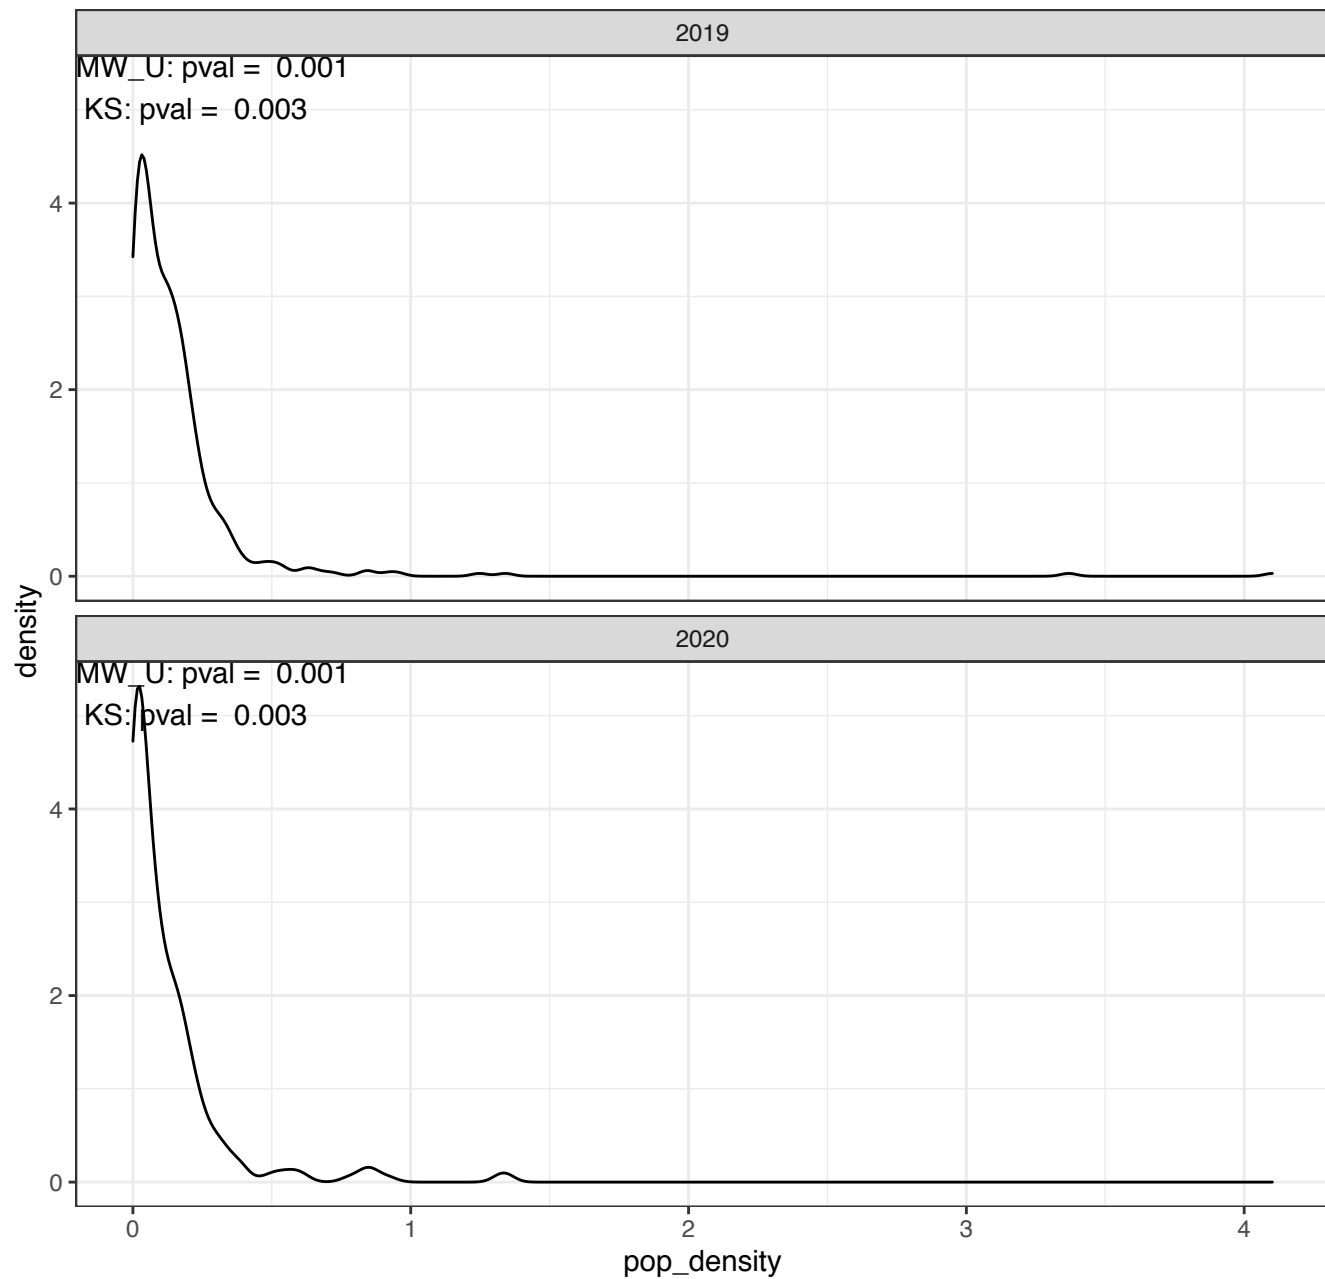 2019
MW_U: pval =  0.001
KS: pval =  0.003
4
2
0
density
2020
MW_U: pval =  0.001
KS: pval =  0.003
4
2
0
0 1 2 3 4
pop_density